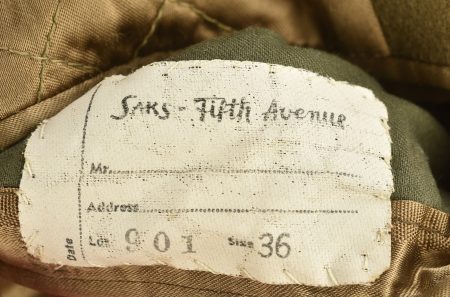 Saks-Fifth Avenue
Mr.
Address
Date
Lot 901 Size 36